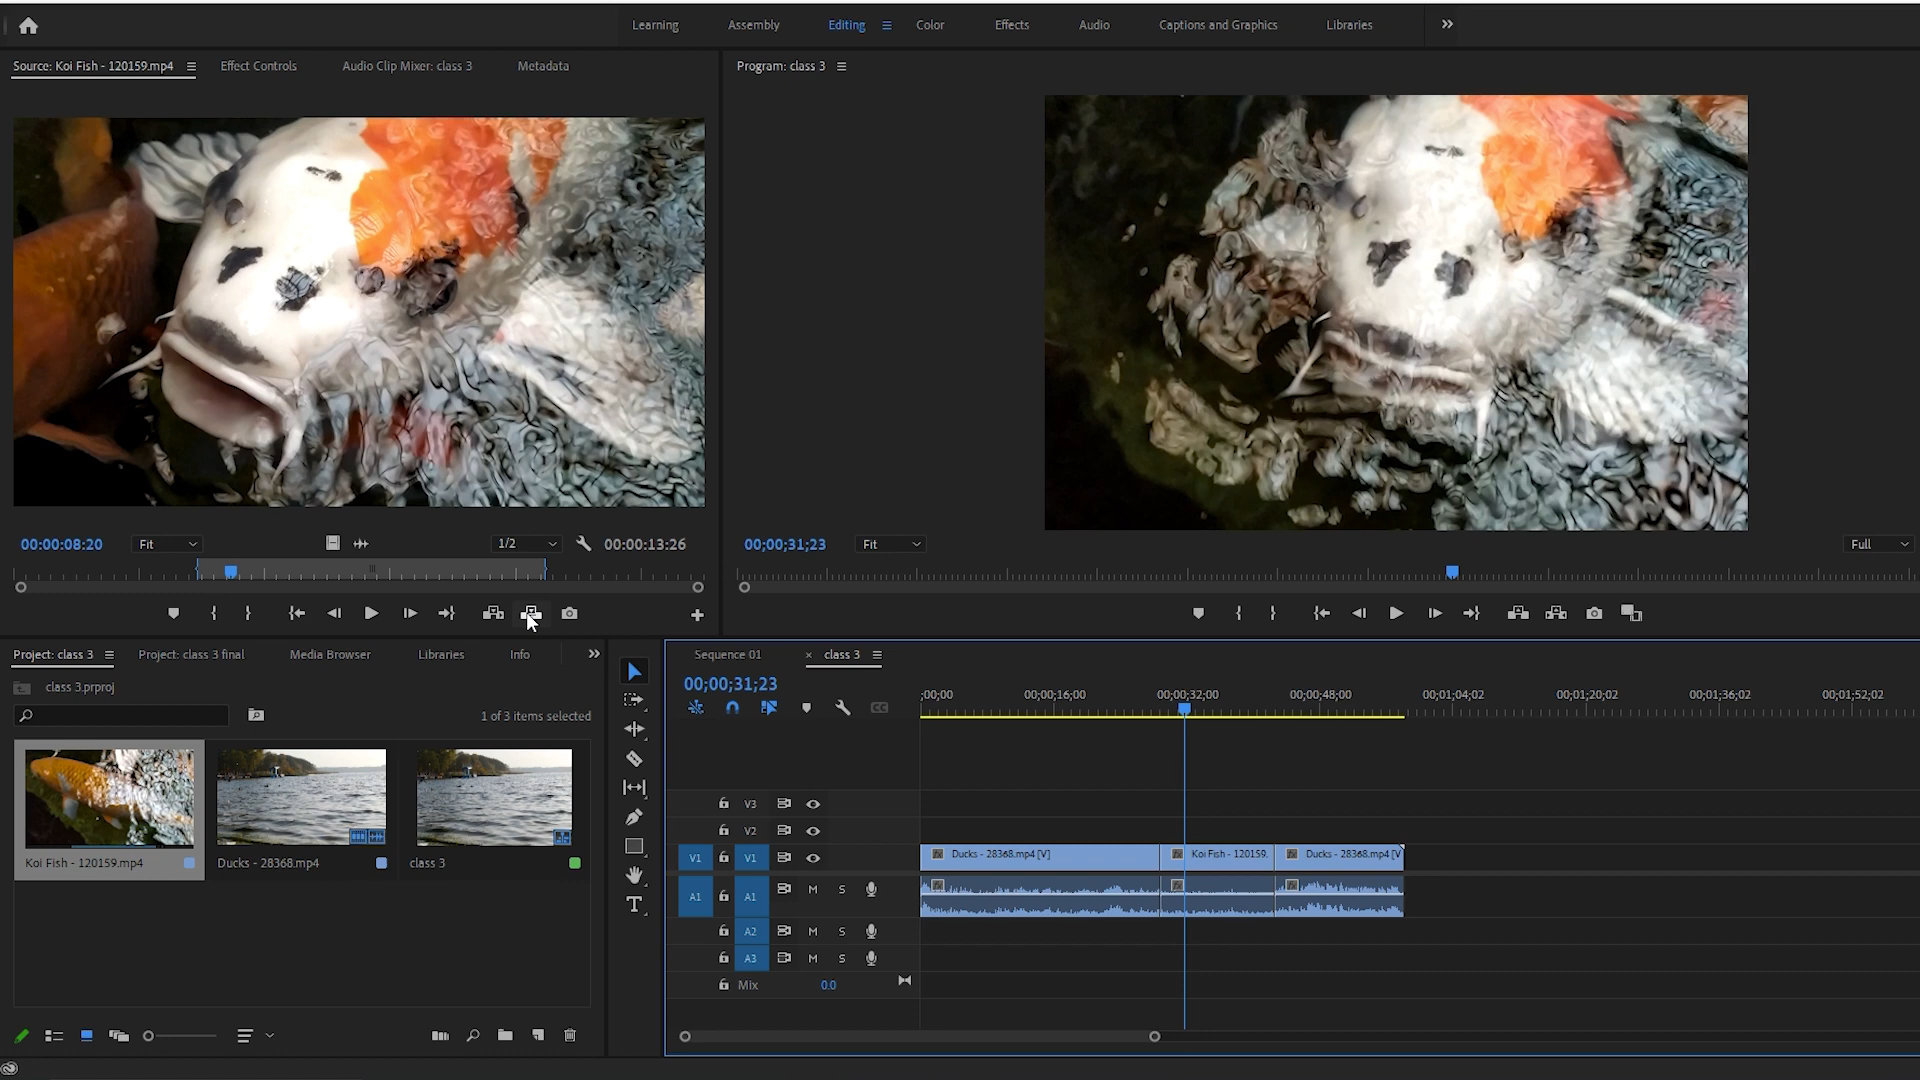 Learning Assembly Editing Color Effects Audio Captions and Graphics Libraries
Source: Koi Fish - 120159.mp4 Effect Controls Audio Clip Mixer: class 3 Metadata
Program: class 3
00:00:08:20 Fit 1/2 00:00:13:26
00;00;31;23 Fit Full
Project: class 3 Project: class 3 final Media Browser Libraries Info
class 3.prproj
1 of 3 items selected
Koi Fish - 120159.mp4 Ducks - 28368.mp4 class 3
Sequence 01 × class 3
00;00;31;23
;00;00 00;00;16;00 00;00;32;00 00;00;48;00 00;01;04;02 00;01;20;02 00;01;36;02 00;01;52;02
V3
V2
V1 V1 Ducks - 28368.mp4 [V] Koi Fish - 120159. Ducks - 28368.mp4 [V
A1 A1 M S
A2 M S
A3 M S
Mix 0.0